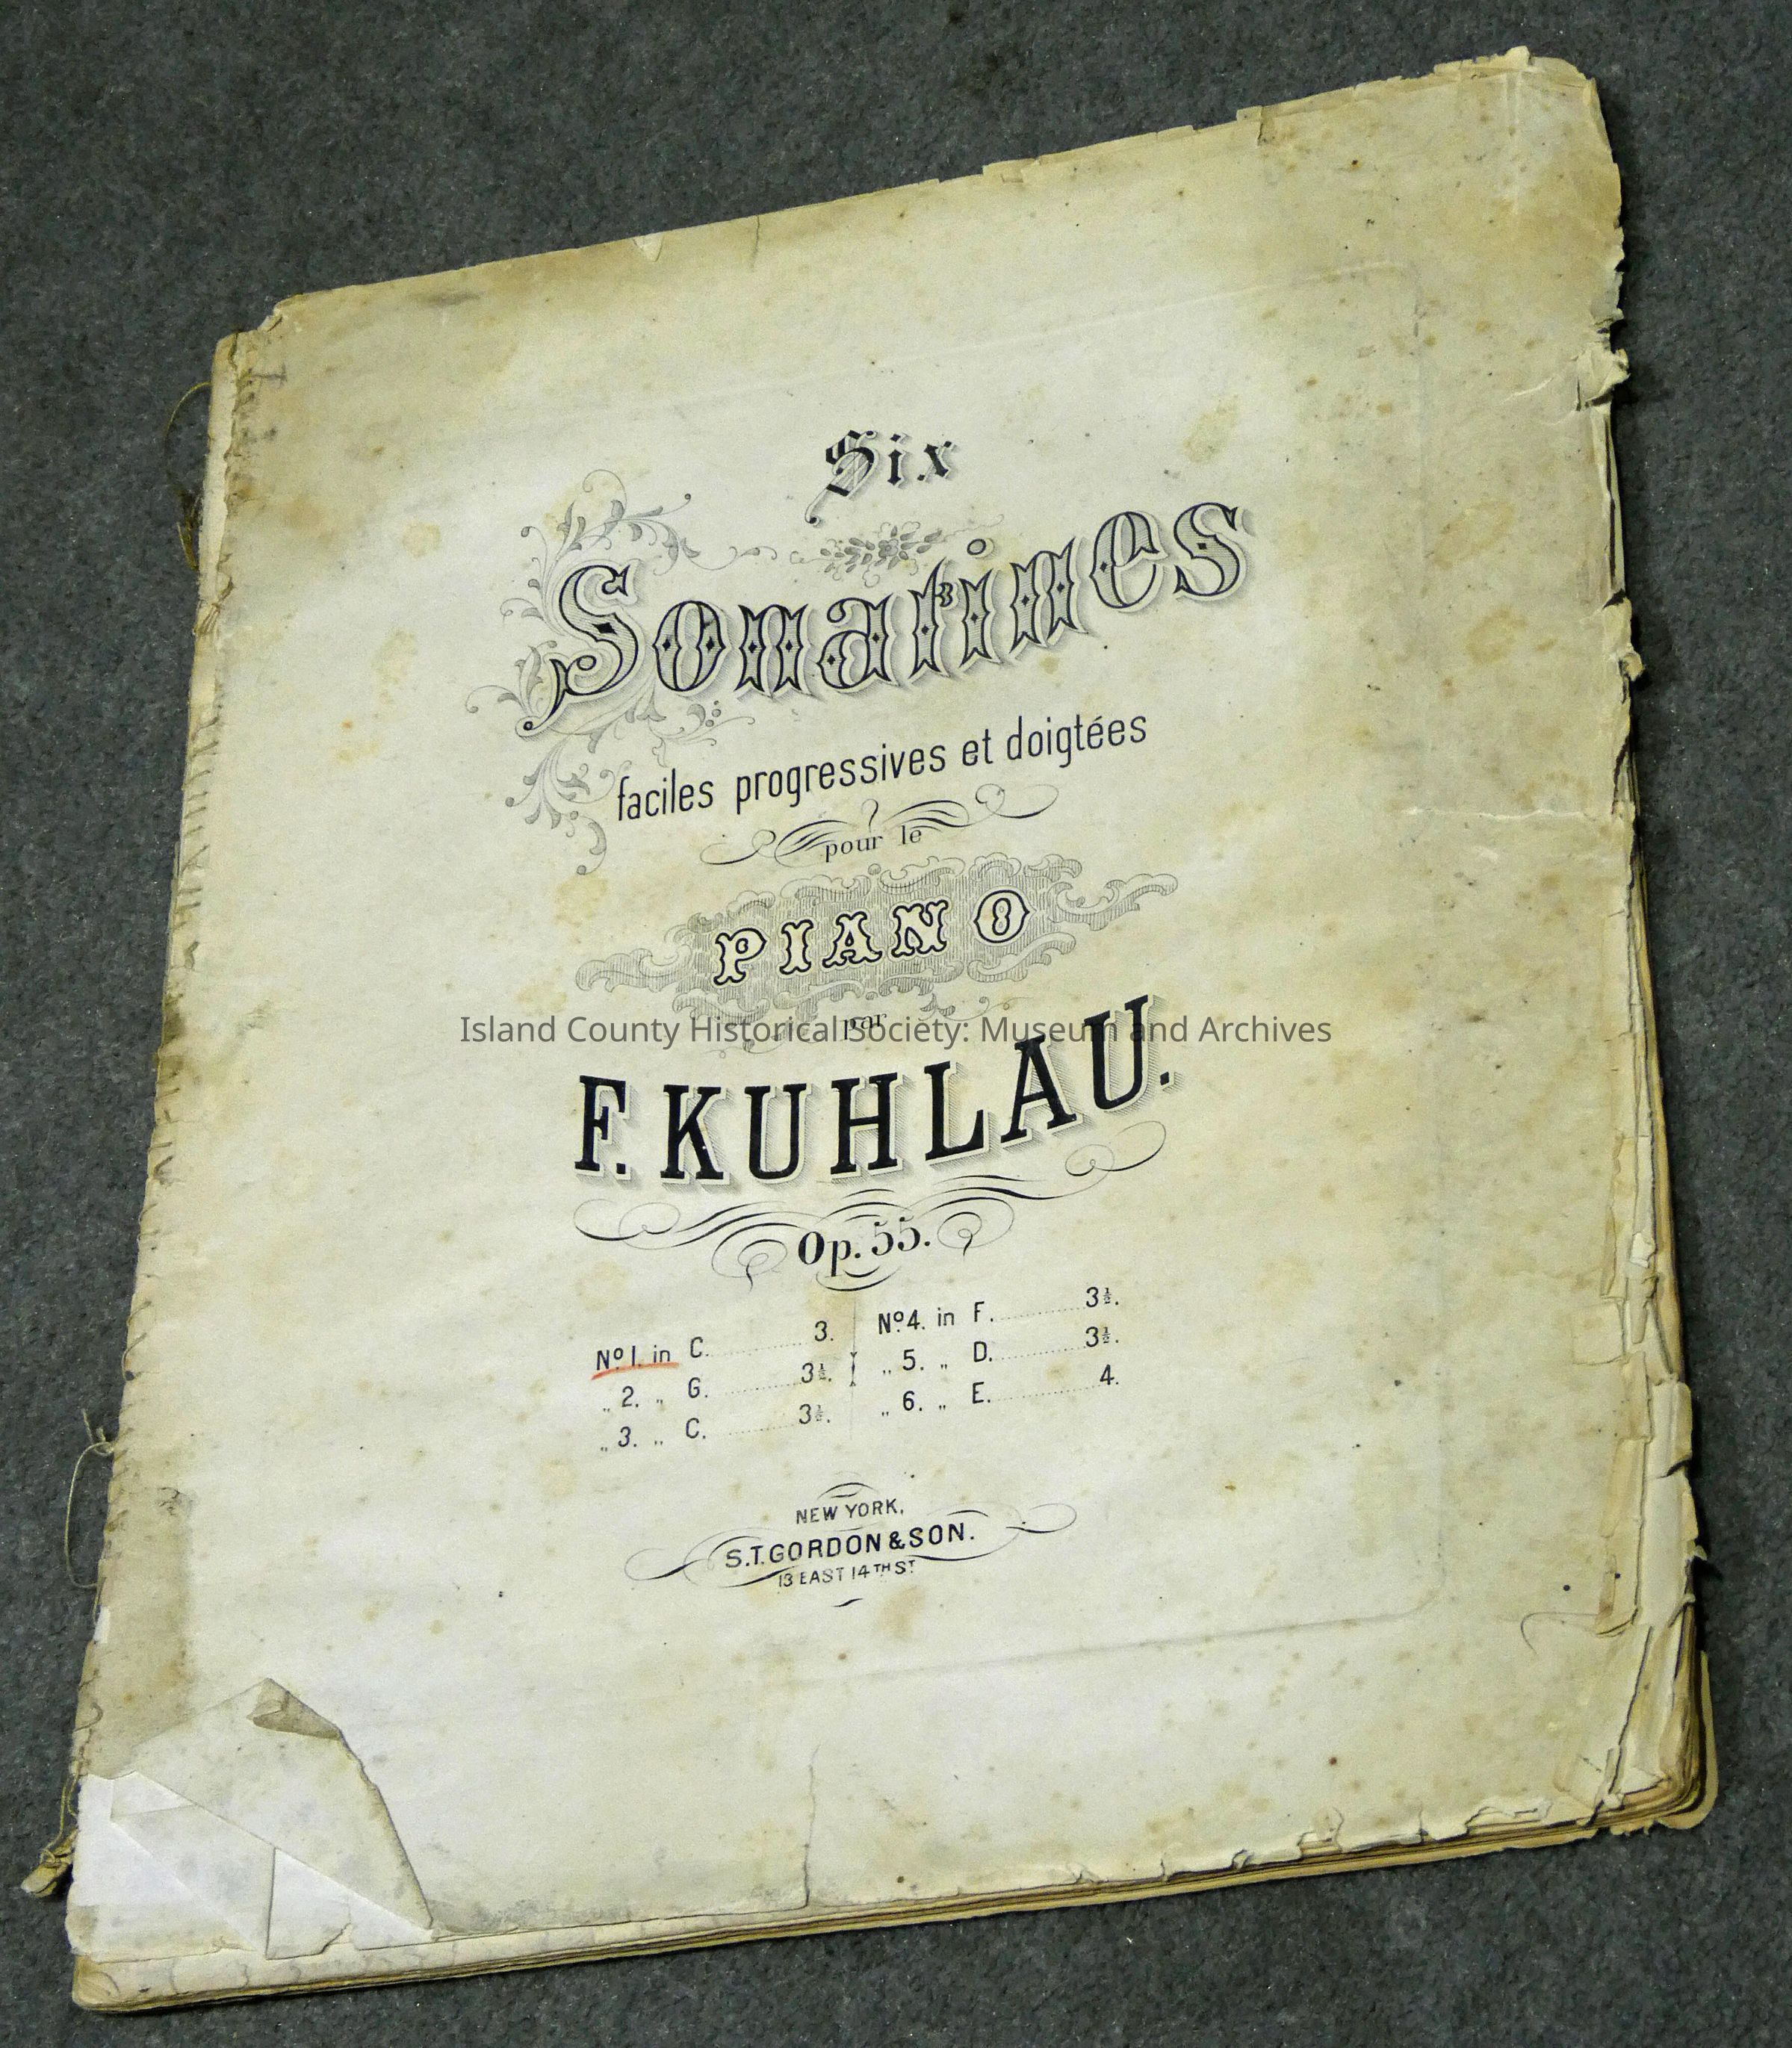 Six
Sonatines
faciles progressives et doigtées
pour le
PIANO
par
Island County Historical Society: Museum and Archives
F. KUHLAU.
Op. 55.
Nº 1. in C. ........ 3.
„ 2. „ G. ........ 3½.
„ 3. „ C. ........ 3½.
Nº 4. in F. ........ 3½.
„ 5. „ D. ........ 3½.
„ 6. „ E. ........ 4.
NEW YORK,
S.T. GORDON & SON.
13 EAST 14TH ST